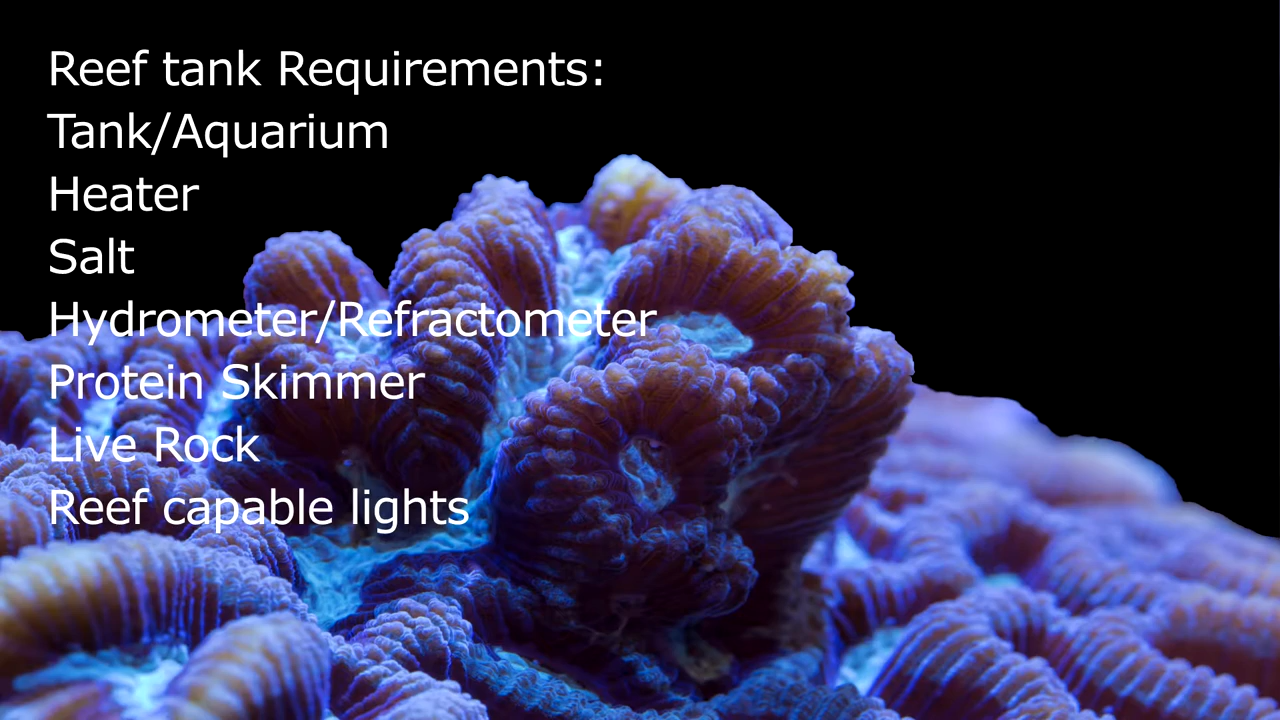 Reef tank Requirements:
Tank/Aquarium
Heater
Salt
Hydrometer/Refractometer
Protein Skimmer
Live Rock
Reef capable lights